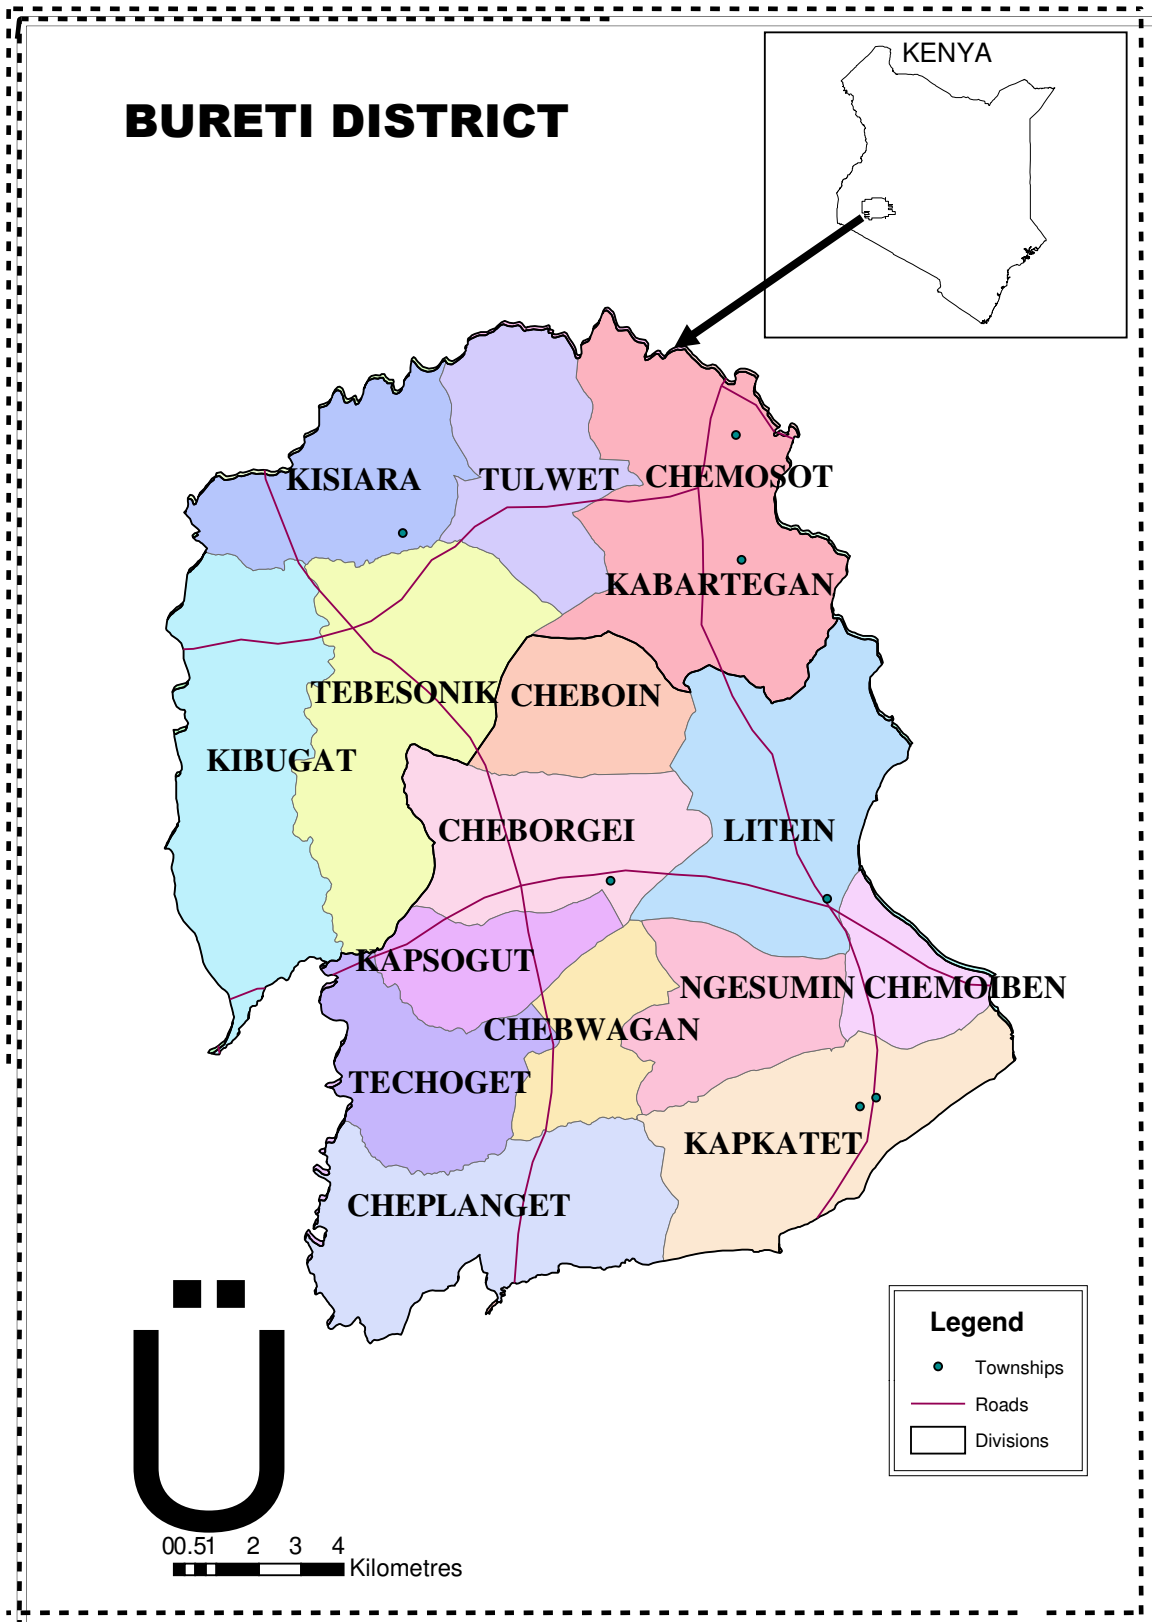 KENYA
BURETI DISTRICT
KISIARA
TULWET
CHEMOSOT
KABARTEGAN
TEBESONIK
CHEBOIN
KIBUGAT
CHEBORGEI
LITEIN
KAPSOGUT
NGESUMIN
CHEMOIBEN
CHEBWAGAN
TECHOGET
KAPKATET
CHEPLANGET
Ü
Legend
Townships
Roads
Divisions
00.51 2 3 4
Kilometres